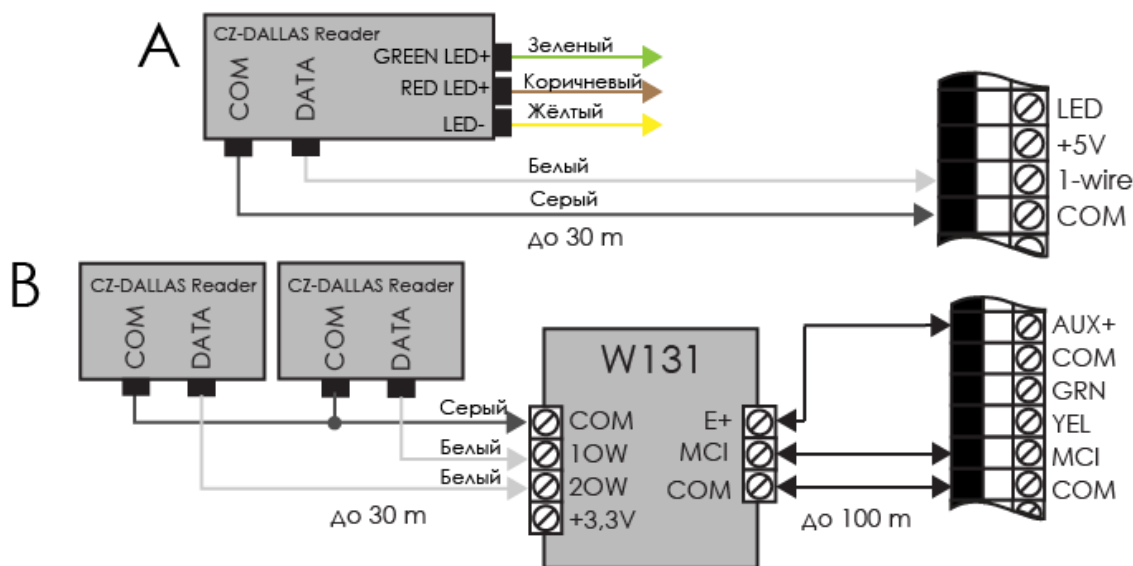 A
CZ-DALLAS Reader
COM
DATA
GREEN LED+
RED LED+
LED-
Зеленый
Коричневый
Жёлтый
Белый
Серый
до 30 m
LED
+5V
1-wire
COM
B
CZ-DALLAS Reader
COM
DATA
CZ-DALLAS Reader
COM
DATA
Серый
Белый
Белый
до 30 m
W131
COM
1OW
2OW
+3,3V
E+
MCI
COM
до 100 m
AUX+
COM
GRN
YEL
MCI
COM